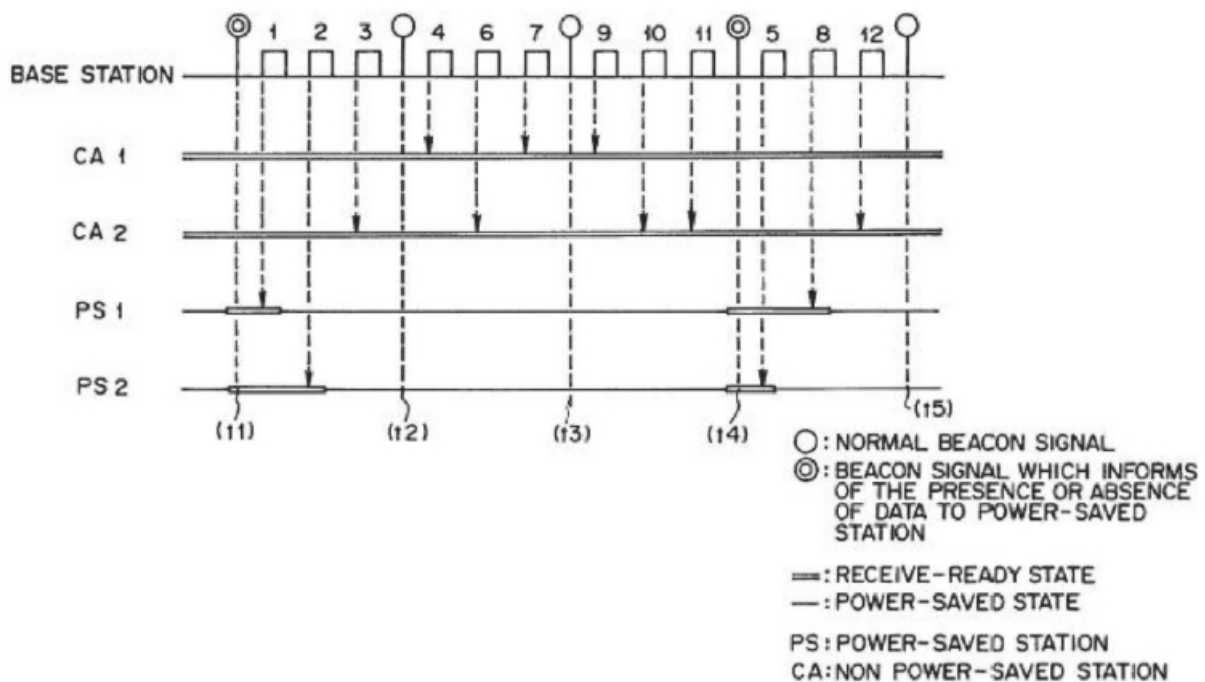 1 2 3 4 6 7 9 10 11 5 8 12
BASE STATION
CA 1
CA 2
PS 1
PS 2
(t1) (t2) (t3) (t4) (t5)
○: NORMAL BEACON SIGNAL
◎: BEACON SIGNAL WHICH INFORMS
OF THE PRESENCE OR ABSENCE
OF DATA TO POWER-SAVED
STATION
═: RECEIVE-READY STATE
—: POWER-SAVED STATE
PS: POWER-SAVED STATION
CA: NON POWER-SAVED STATION